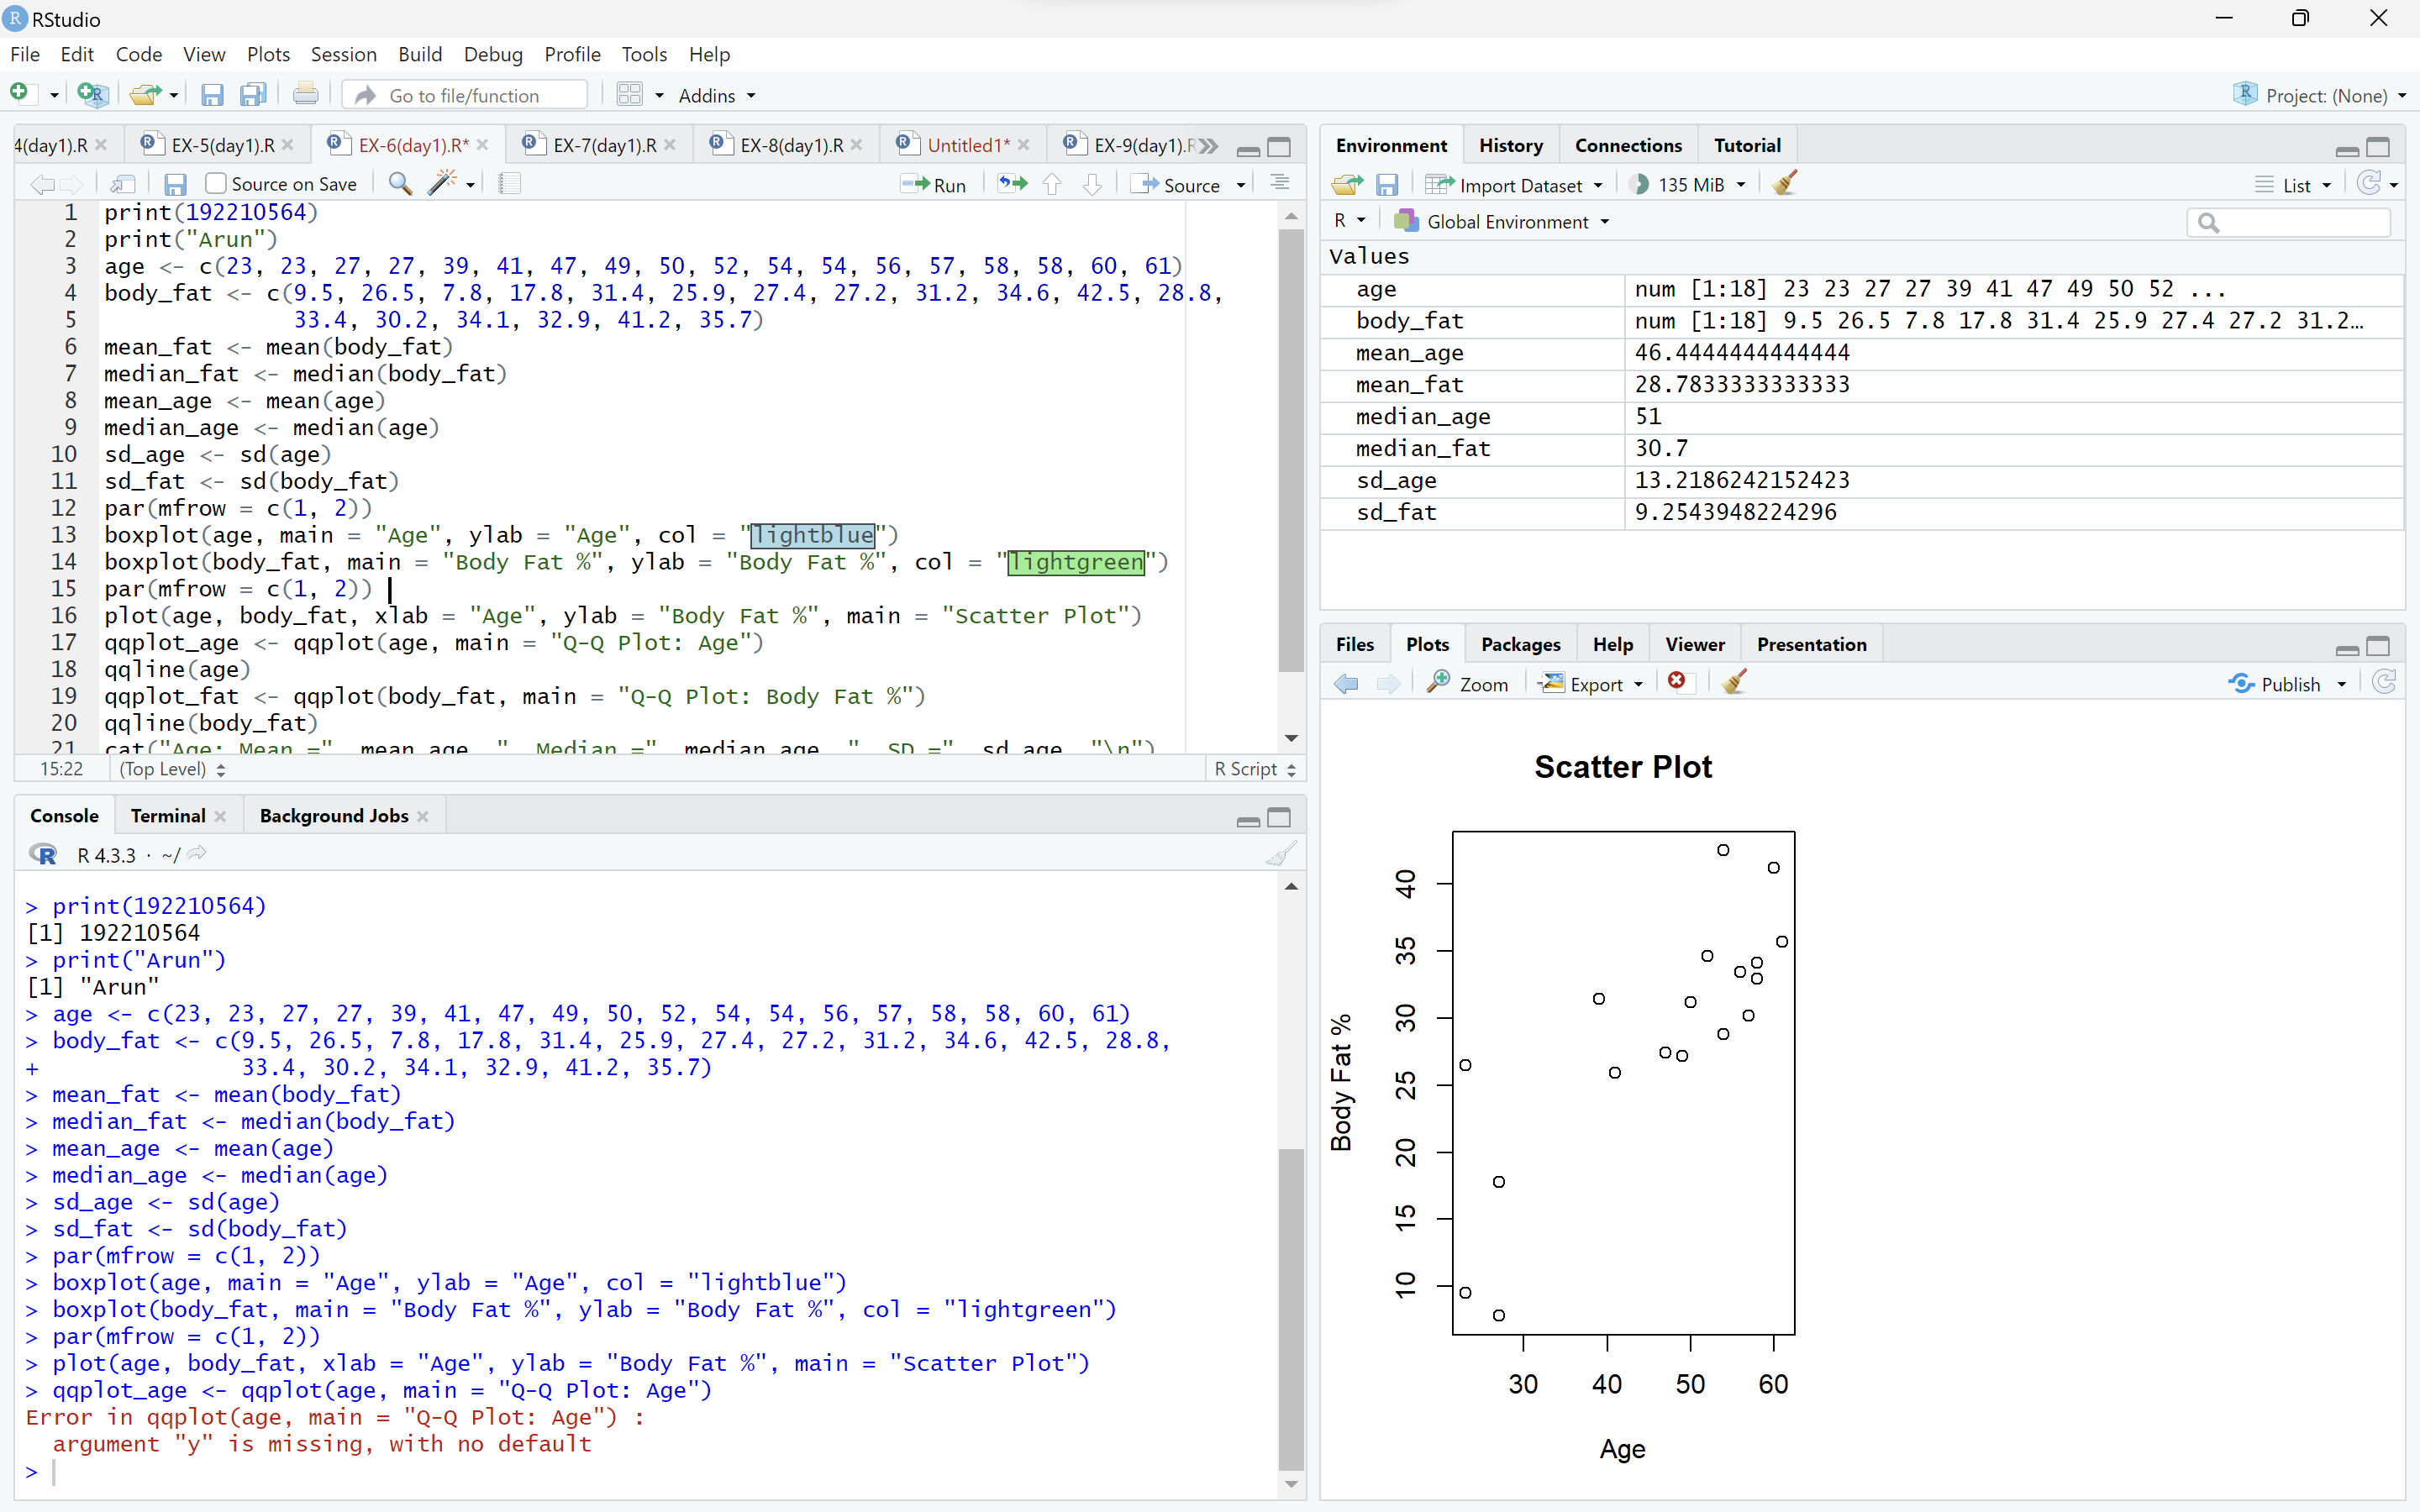 RStudio
File Edit Code View Plots Session Build Debug Profile Tools Help
Go to file/function Addins Project: (None)
4(day1).R EX-5(day1).R EX-6(day1).R* EX-7(day1).R EX-8(day1).R Untitled1* EX-9(day1).R
Source on Save Run Source
1 print(192210564)
2 print("Arun")
3 age <- c(23, 23, 27, 27, 39, 41, 47, 49, 50, 52, 54, 54, 56, 57, 58, 58, 60, 61)
4 body_fat <- c(9.5, 26.5, 7.8, 17.8, 31.4, 25.9, 27.4, 27.2, 31.2, 34.6, 42.5, 28.8,
5 33.4, 30.2, 34.1, 32.9, 41.2, 35.7)
6 mean_fat <- mean(body_fat)
7 median_fat <- median(body_fat)
8 mean_age <- mean(age)
9 median_age <- median(age)
10 sd_age <- sd(age)
11 sd_fat <- sd(body_fat)
12 par(mfrow = c(1, 2))
13 boxplot(age, main = "Age", ylab = "Age", col = "lightblue")
14 boxplot(body_fat, main = "Body Fat %", ylab = "Body Fat %", col = "lightgreen")
15 par(mfrow = c(1, 2))
16 plot(age, body_fat, xlab = "Age", ylab = "Body Fat %", main = "Scatter Plot")
17 qqplot_age <- qqplot(age, main = "Q-Q Plot: Age")
18 qqline(age)
19 qqplot_fat <- qqplot(body_fat, main = "Q-Q Plot: Body Fat %")
20 qqline(body_fat)
21 cat("Age: Mean =", mean_age, ", Median =", median_age, ", SD =", sd_age, "\n")
15:22 (Top Level) R Script
Console Terminal Background Jobs
R R 4.3.3 · ~/
> print(192210564)
[1] 192210564
> print("Arun")
[1] "Arun"
> age <- c(23, 23, 27, 27, 39, 41, 47, 49, 50, 52, 54, 54, 56, 57, 58, 58, 60, 61)
> body_fat <- c(9.5, 26.5, 7.8, 17.8, 31.4, 25.9, 27.4, 27.2, 31.2, 34.6, 42.5, 28.8,
+ 33.4, 30.2, 34.1, 32.9, 41.2, 35.7)
> mean_fat <- mean(body_fat)
> median_fat <- median(body_fat)
> mean_age <- mean(age)
> median_age <- median(age)
> sd_age <- sd(age)
> sd_fat <- sd(body_fat)
> par(mfrow = c(1, 2))
> boxplot(age, main = "Age", ylab = "Age", col = "lightblue")
> boxplot(body_fat, main = "Body Fat %", ylab = "Body Fat %", col = "lightgreen")
> par(mfrow = c(1, 2))
> plot(age, body_fat, xlab = "Age", ylab = "Body Fat %", main = "Scatter Plot")
> qqplot_age <- qqplot(age, main = "Q-Q Plot: Age")
Error in qqplot(age, main = "Q-Q Plot: Age") :
argument "y" is missing, with no default
>
Environment History Connections Tutorial
Import Dataset 135 MiB List
R Global Environment
Values
age num [1:18] 23 23 27 27 39 41 47 49 50 52 ...
body_fat num [1:18] 9.5 26.5 7.8 17.8 31.4 25.9 27.4 27.2 31.2…
mean_age 46.4444444444444
mean_fat 28.7833333333333
median_age 51
median_fat 30.7
sd_age 13.2186242152423
sd_fat 9.2543948224296
Files Plots Packages Help Viewer Presentation
Zoom Export Publish
Scatter Plot
40
35
30
25
20
15
10
Body Fat %
30 40 50 60
Age